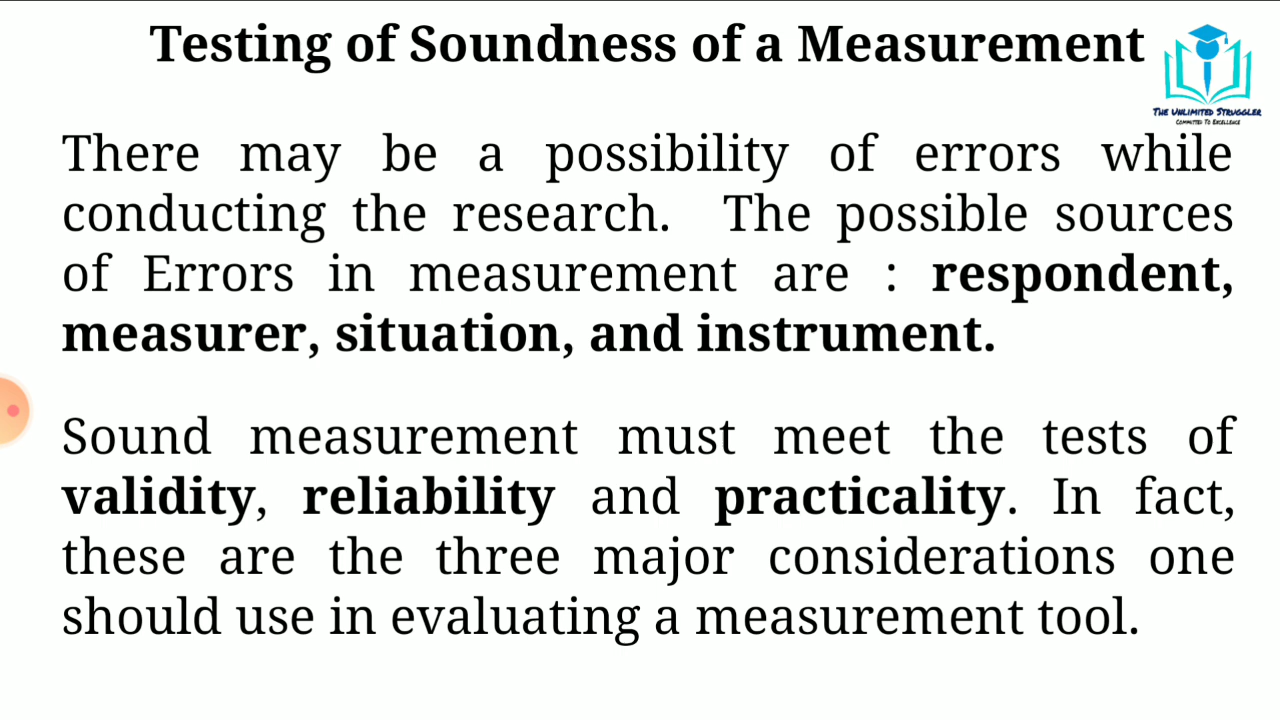 Testing of Soundness of a Measurement
THE UNLIMITED STRUGGLER
COMMITTED TO EXCELLENCE
There may be a possibility of errors while
conducting the research. The possible sources
of Errors in measurement are : respondent,
measurer, situation, and instrument.
Sound measurement must meet the tests of
validity, reliability and practicality. In fact,
these are the three major considerations one
should use in evaluating a measurement tool.